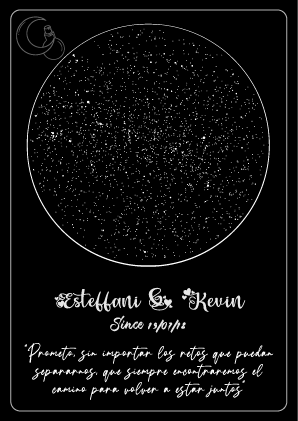 Esteffani & Kevin
Since 13/07/18
"Prometo, sin importar los retos que puedan
separarnos, que siempre encontraremos el
camino para volver a estar juntos"